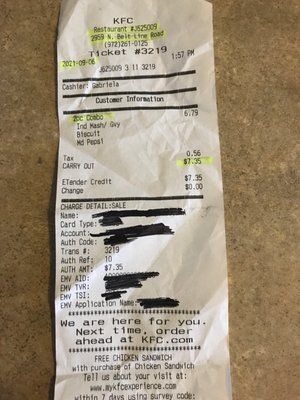 KFC
Restaurant #J625009
3959 N. Belt-Line Road
(972)261-0125
Ticket #3219
2021-09-06 1:57 PM
J625009 3 11 3219
Cashier: Gabriela
Customer Information
2pc Combo 6.79
Ind Mash/ Gvy
Biscuit
Md Pepsi
Tax 0.56
CARRY OUT $7.35
ETender Credit $7.35
Change $0.00
CHARGE DETAIL:SALE
Name:
Card Type:
Account:
Auth Code:
Trans #: 3219
Auth Ref: 10
AUTH AMT: $7.35
EMV AID:
EMV TVR:
EMV TSI:
EMV Application Name:
We are here for you.
Next time, order
ahead at KFC.com
FREE CHICKEN SANDWICH
with purchase of Chicken Sandwich
Tell us about your visit at:
www.mykfcexperience.com
within 7 days using survey code: